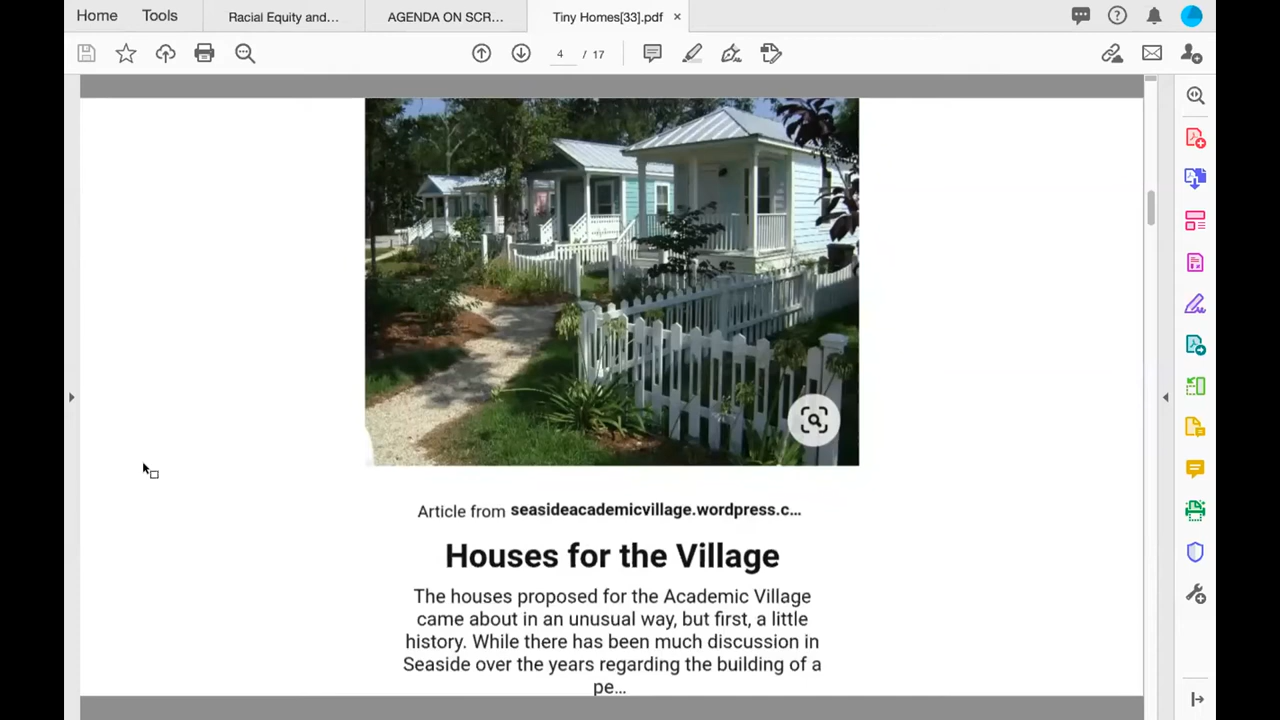 Home Tools Racial Equity and... AGENDA ON SCR... Tiny Homes[33].pdf
4 / 17
Article from seasideacademicvillage.wordpress.c...
Houses for the Village
The houses proposed for the Academic Village
came about in an unusual way, but first, a little
history. While there has been much discussion in
Seaside over the years regarding the building of a
pe...